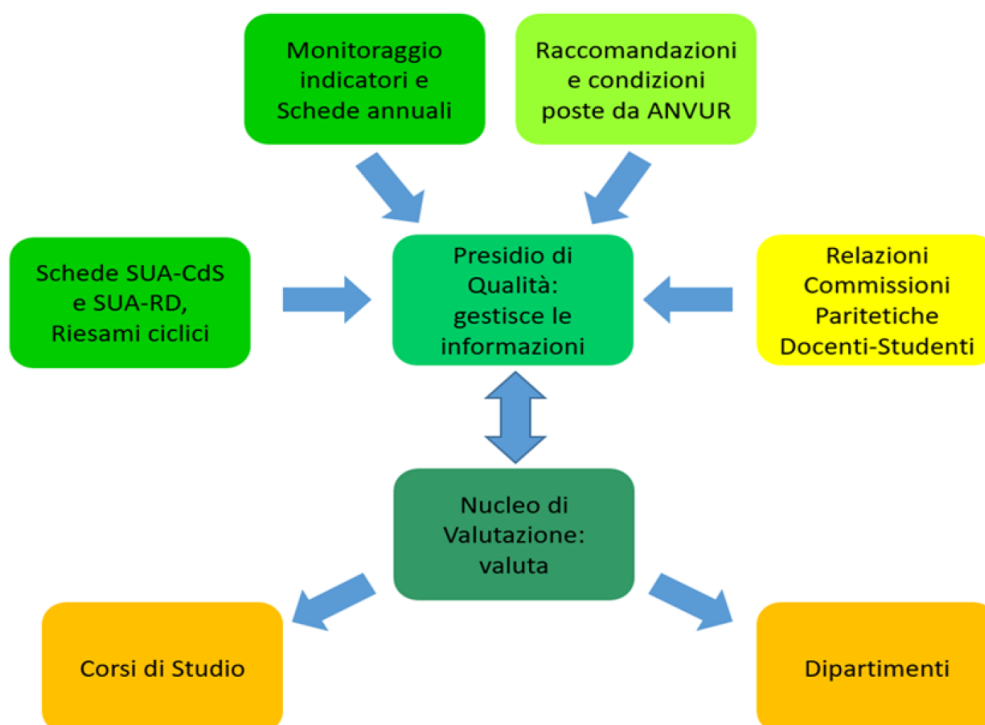 Monitoraggio
indicatori e
Schede annuali
Raccomandazioni
e condizioni
poste da ANVUR
Schede SUA-CdS
e SUA-RD,
Riesami ciclici
Presidio di
Qualità:
gestisce le
informazioni
Relazioni
Commissioni
Paritetiche
Docenti-Studenti
Nucleo di
Valutazione:
valuta
Corsi di Studio
Dipartimenti